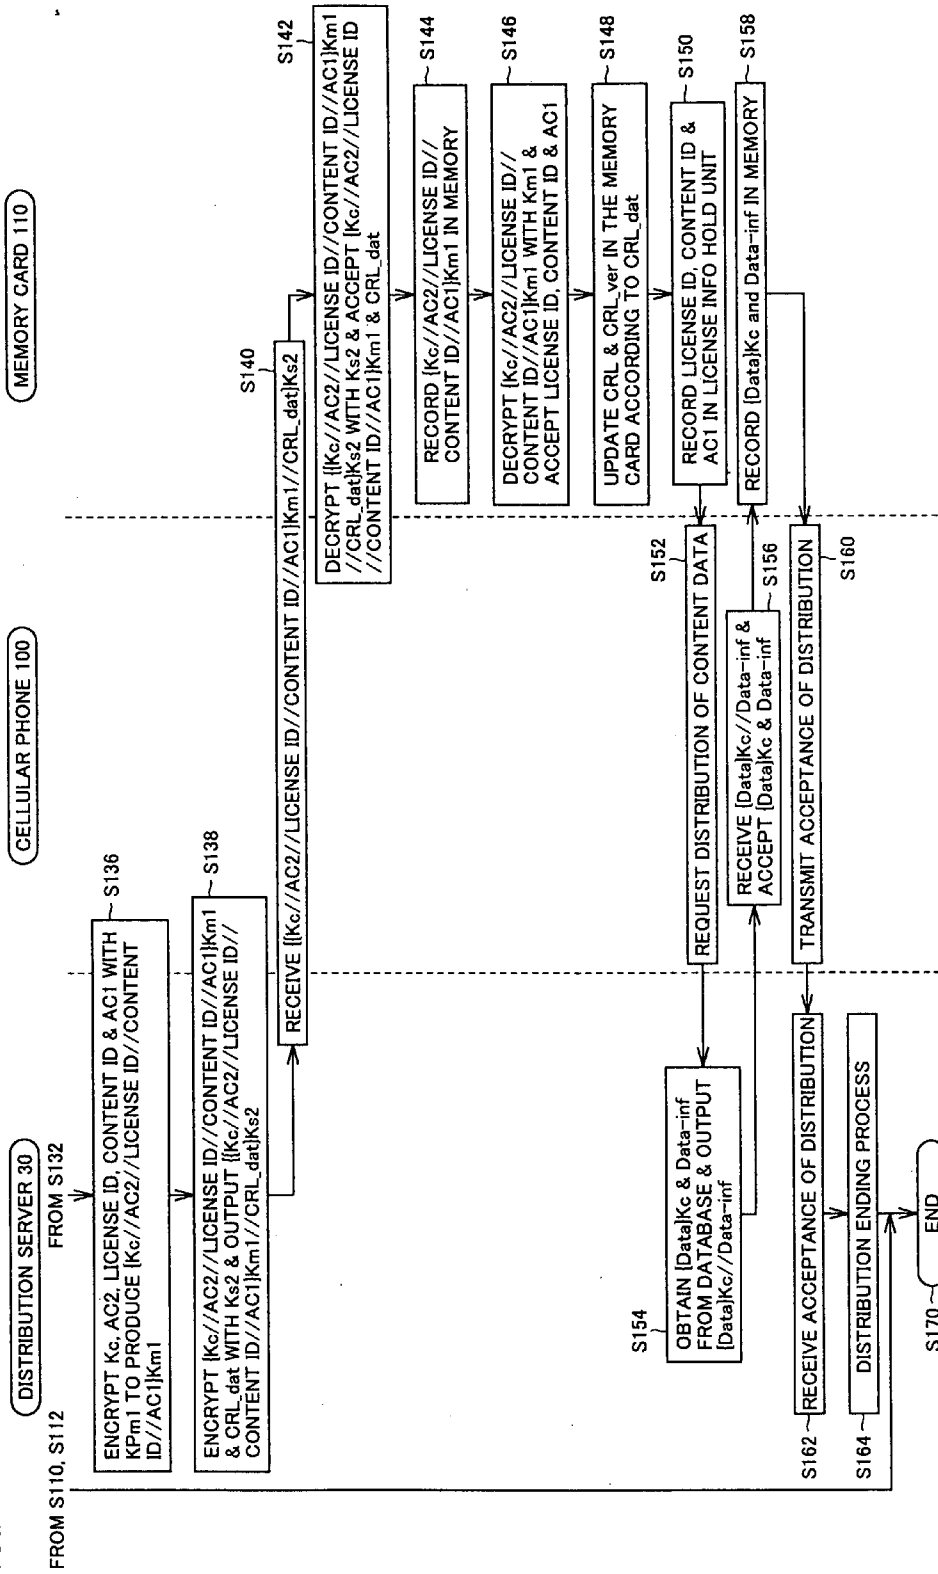 DISTRIBUTION SERVER 30
CELLULAR PHONE 100
MEMORY CARD 110
FROM S110, S112
FROM S132
ENCRYPT Kc, AC2, LICENSE ID, CONTENT ID & AC1 WITH
KPm1 TO PRODUCE {Kc//AC2//LICENSE ID//CONTENT
ID//AC1}Km1
S136
ENCRYPT {Kc//AC2//LICENSE ID//CONTENT ID//AC1}Km1
& CRL_dat WITH Ks2 & OUTPUT {{Kc//AC2//LICENSE ID//
CONTENT ID//AC1}Km1//CRL_dat}Ks2
S138
RECEIVE {{Kc//AC2//LICENSE ID//CONTENT ID//AC1}Km1//CRL_dat}Ks2
S140
DECRYPT {{Kc//AC2//LICENSE ID//CONTENT ID//AC1}Km1
//CRL_dat}Ks2 WITH Ks2 & ACCEPT {Kc//AC2//LICENSE ID
//CONTENT ID//AC1}Km1 & CRL_dat
S142
RECORD {Kc//AC2//LICENSE ID//
CONTENT ID//AC1}Km1 IN MEMORY
S144
DECRYPT {Kc//AC2//LICENSE ID//
CONTENT ID//AC1}Km1 WITH Km1 &
ACCEPT LICENSE ID, CONTENT ID & AC1
S146
UPDATE CRL & CRL_ver IN THE MEMORY
CARD ACCORDING TO CRL_dat
S148
RECORD LICENSE ID, CONTENT ID &
AC1 IN LICENSE INFO HOLD UNIT
S150
S152
REQUEST DISTRIBUTION OF CONTENT DATA
S154
OBTAIN {Data}Kc & Data-inf
FROM DATABASE & OUTPUT
{Data}Kc//Data-inf
RECEIVE {Data}Kc//Data-inf &
ACCEPT {Data}Kc & Data-inf
S156
RECORD {Data}Kc and Data-inf IN MEMORY
S158
TRANSMIT ACCEPTANCE OF DISTRIBUTION
S160
S162
RECEIVE ACCEPTANCE OF DISTRIBUTION
S164
DISTRIBUTION ENDING PROCESS
S170
END